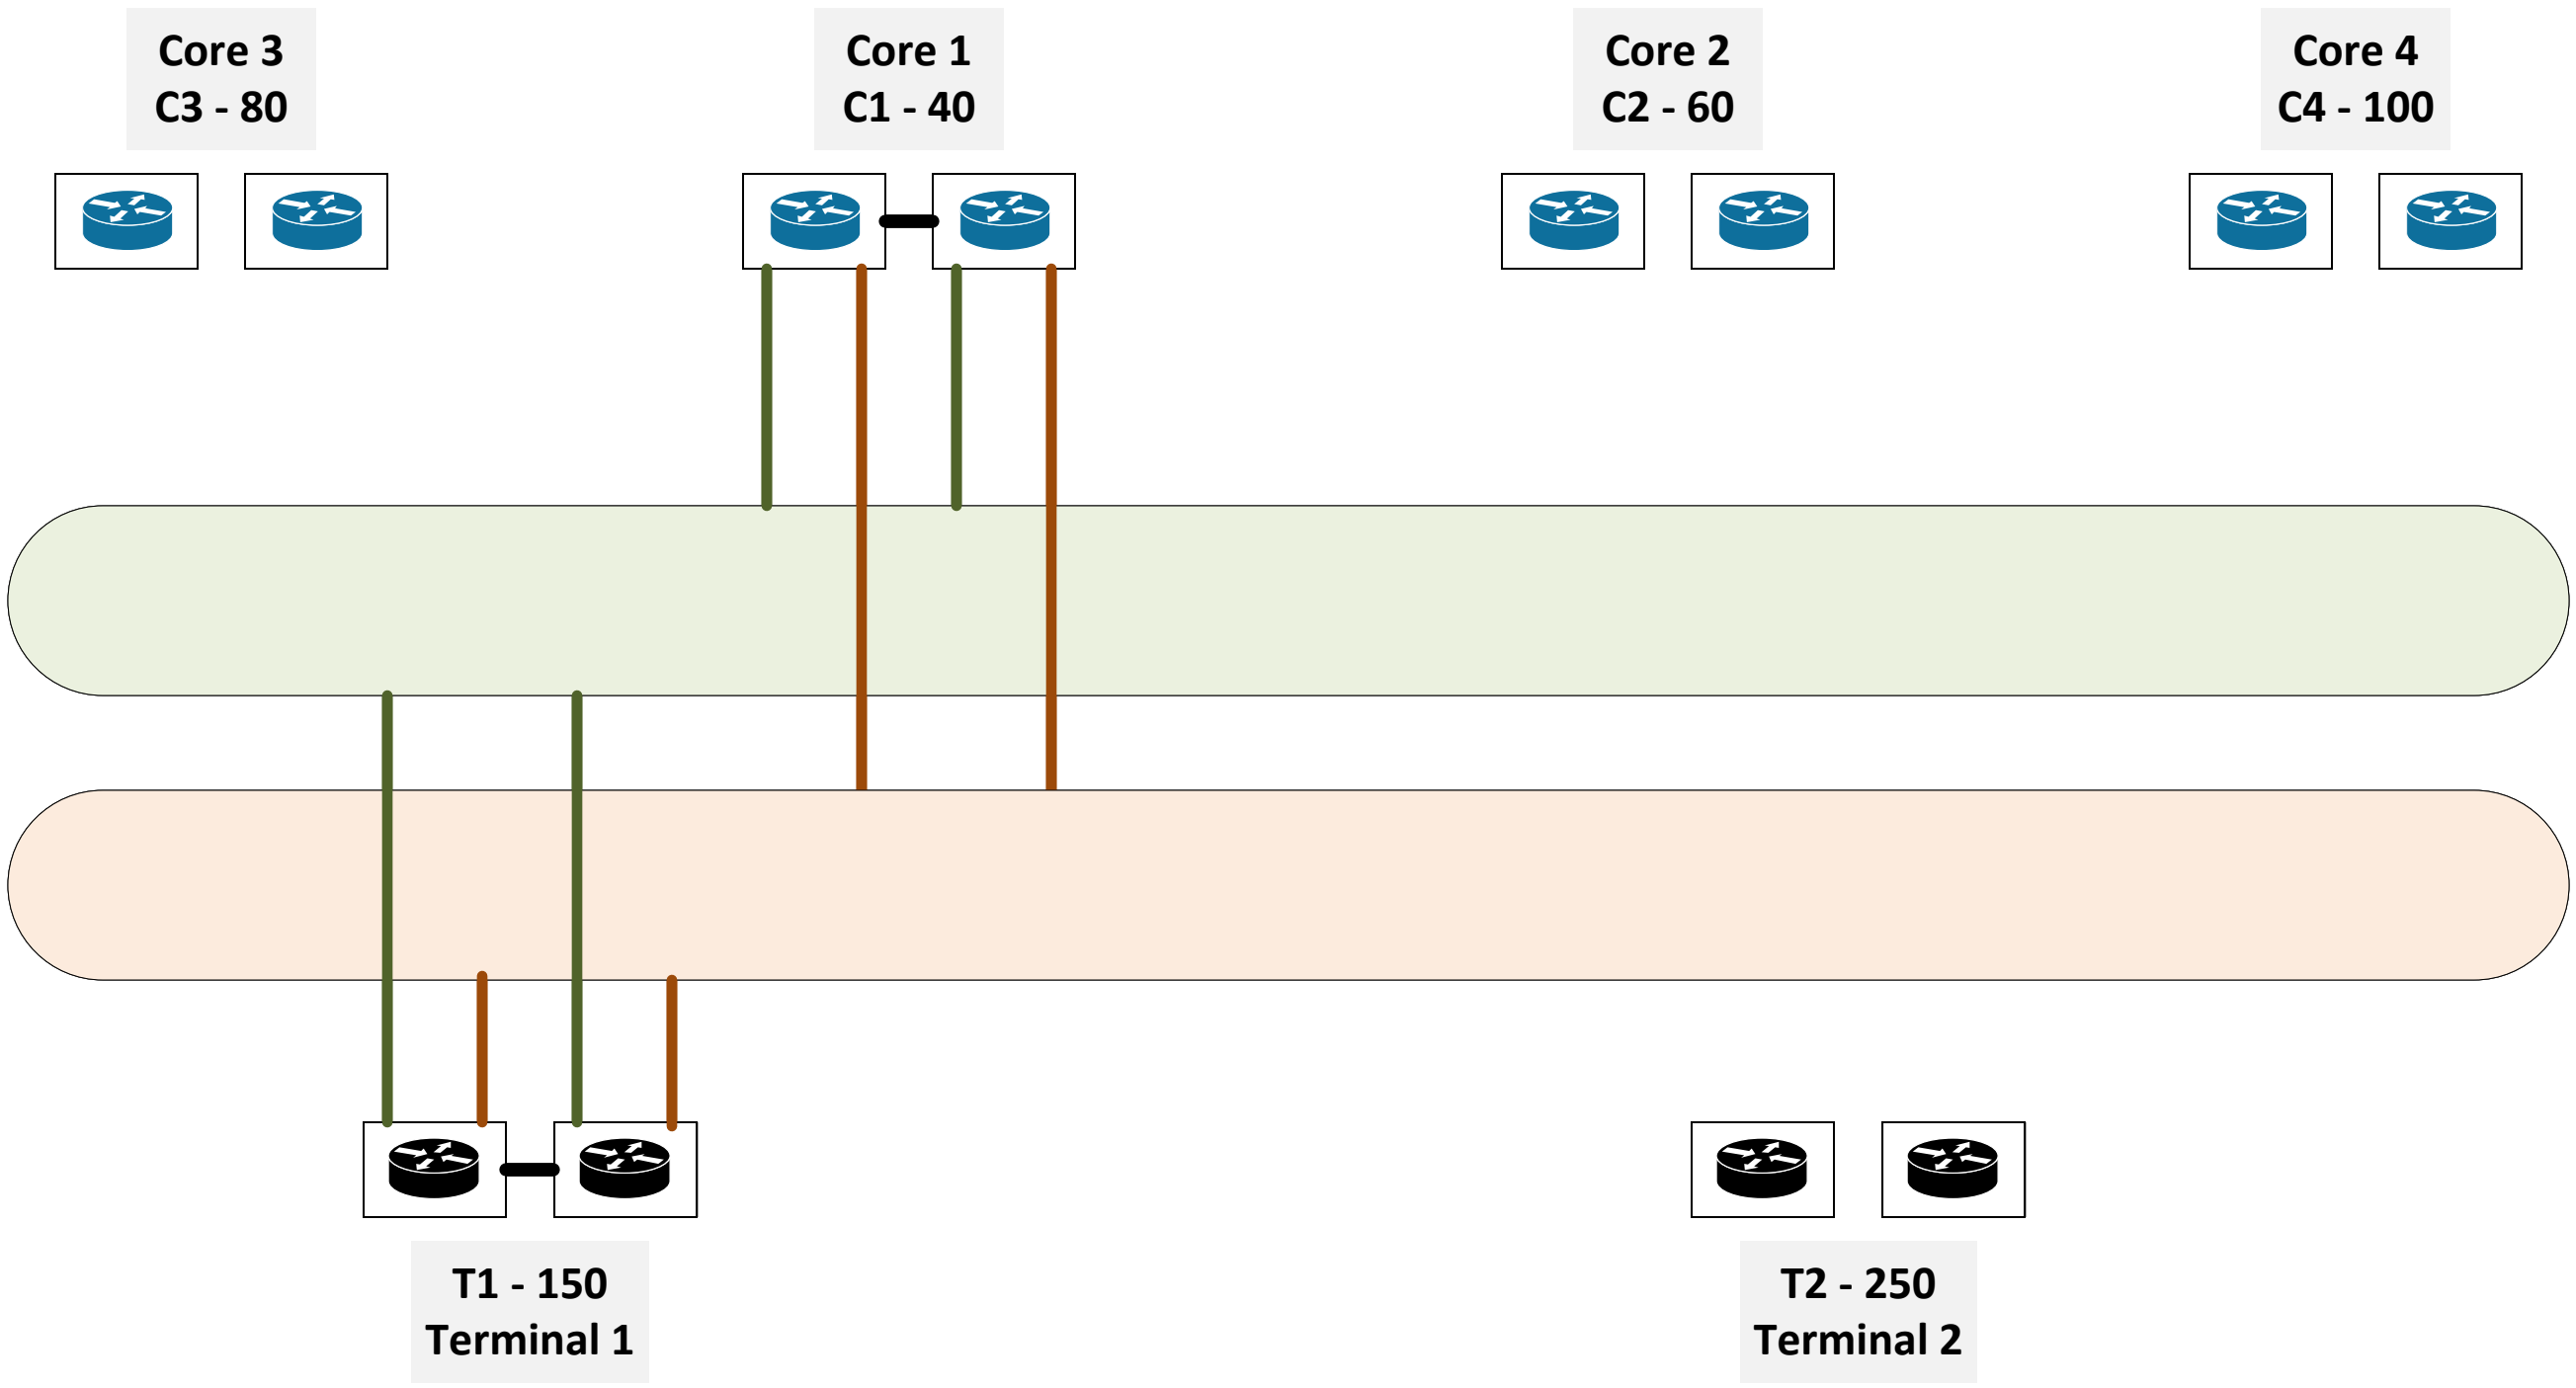 Core 3
C3 - 80
Core 1
C1 - 40
Core 2
C2 - 60
Core 4
C4 - 100
T1 - 150
Terminal 1
T2 - 250
Terminal 2